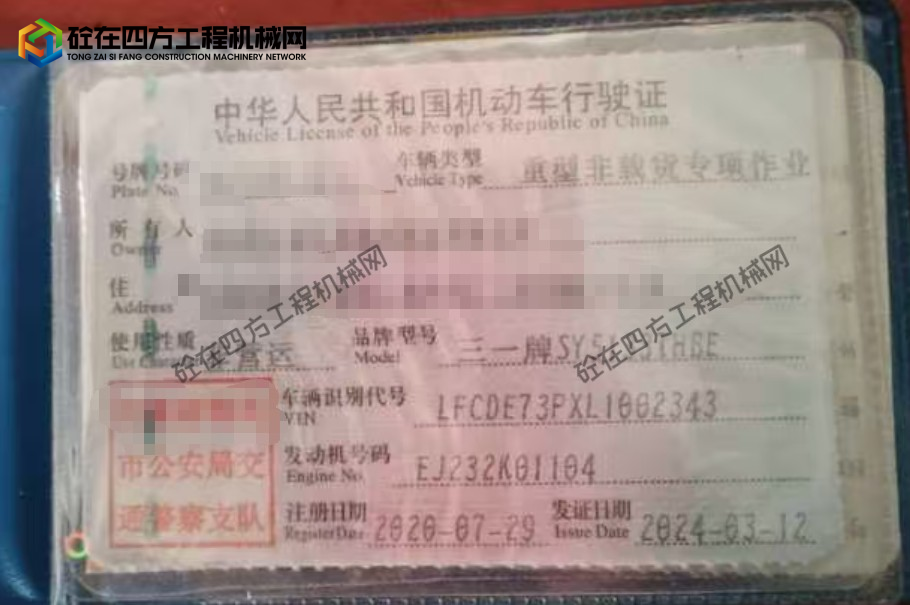 砼在四方工程机械网
TONG ZAI SI FANG CONSTRUCTION MACHINERY NETWORK
中华人民共和国机动车行驶证
Vehicle License of the People's Republic of China
号牌号码 车辆类型 重型非载货专项作业
Plate No. Vehicle Type
所有人
Owner
住
Address
砼在四方工程机械网
砼在四方工程机械网
使用性质 营运 品牌型号 三一牌
Model
车辆识别代号 LFCDE73PXL1002343
VIN
市公安局交
通警察支队
发动机号码 EJ232K01104
Engine No.
注册日期 2020-07-29 发证日期 2024-03-12
Register Date Issue Date